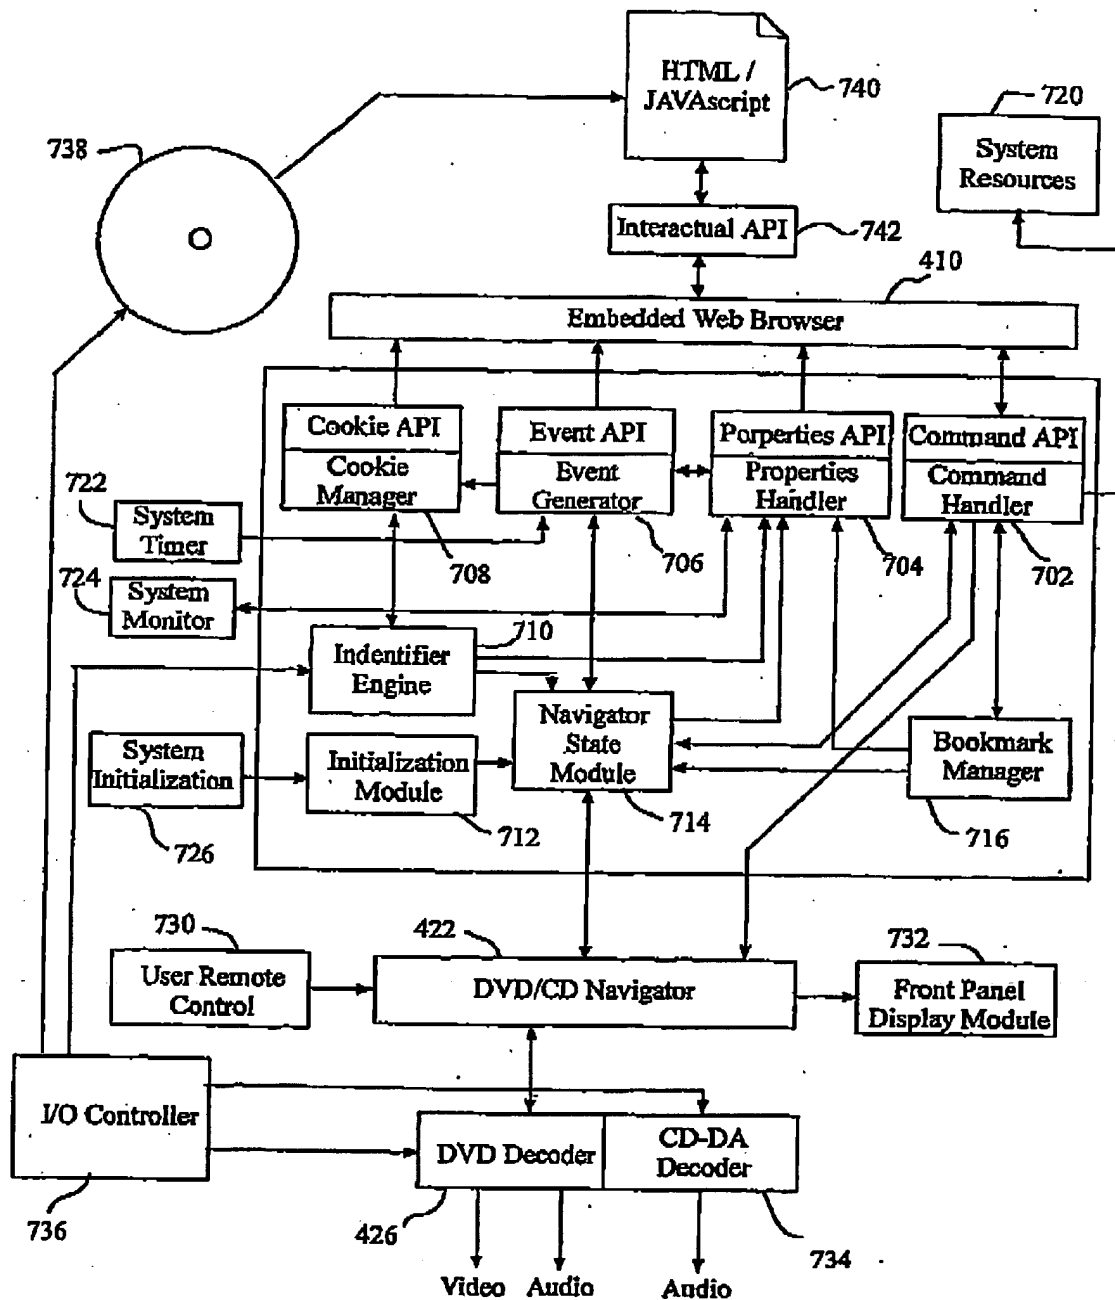 HTML /
JAVAscript
740
720
System
Resources
738
Interactual API
742
410
Embedded Web Browser
Cookie API
Event API
Porperties API
Command API
Cookie
Manager
Event
Generator
Properties
Handler
Command
Handler
722
System
Timer
708
706
704
702
724
System
Monitor
710
Indentifier
Engine
Navigator
State
Module
System
Initialization
Initialization
Module
Bookmark
Manager
726
712
714
716
730
422
732
User Remote
Control
DVD/CD Navigator
Front Panel
Display Module
I/O Controller
DVD Decoder
CD-DA
Decoder
736
426
734
Video
Audio
Audio